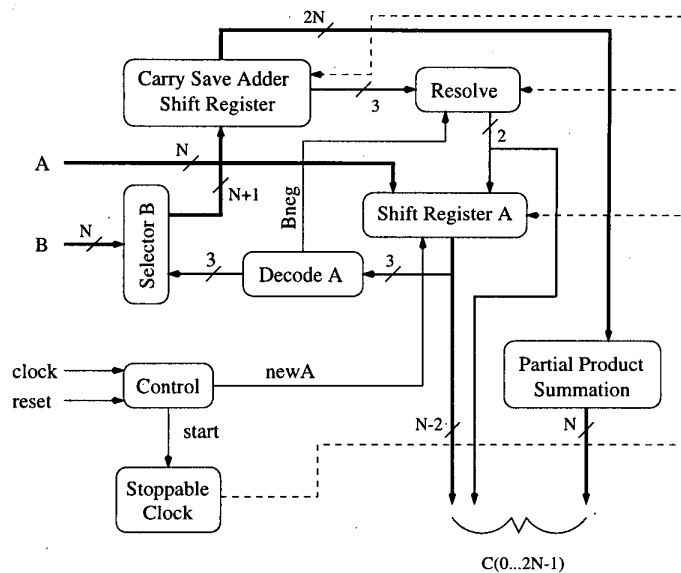 2N
Carry Save Adder
Shift Register
3
Resolve
2
A
N
N+1
Bneg
Shift Register A
B
N
Selector B
3
Decode A
3
clock
reset
Control
newA
Partial Product
Summation
start
N-2
N
Stoppable
Clock
C(0...2N-1)